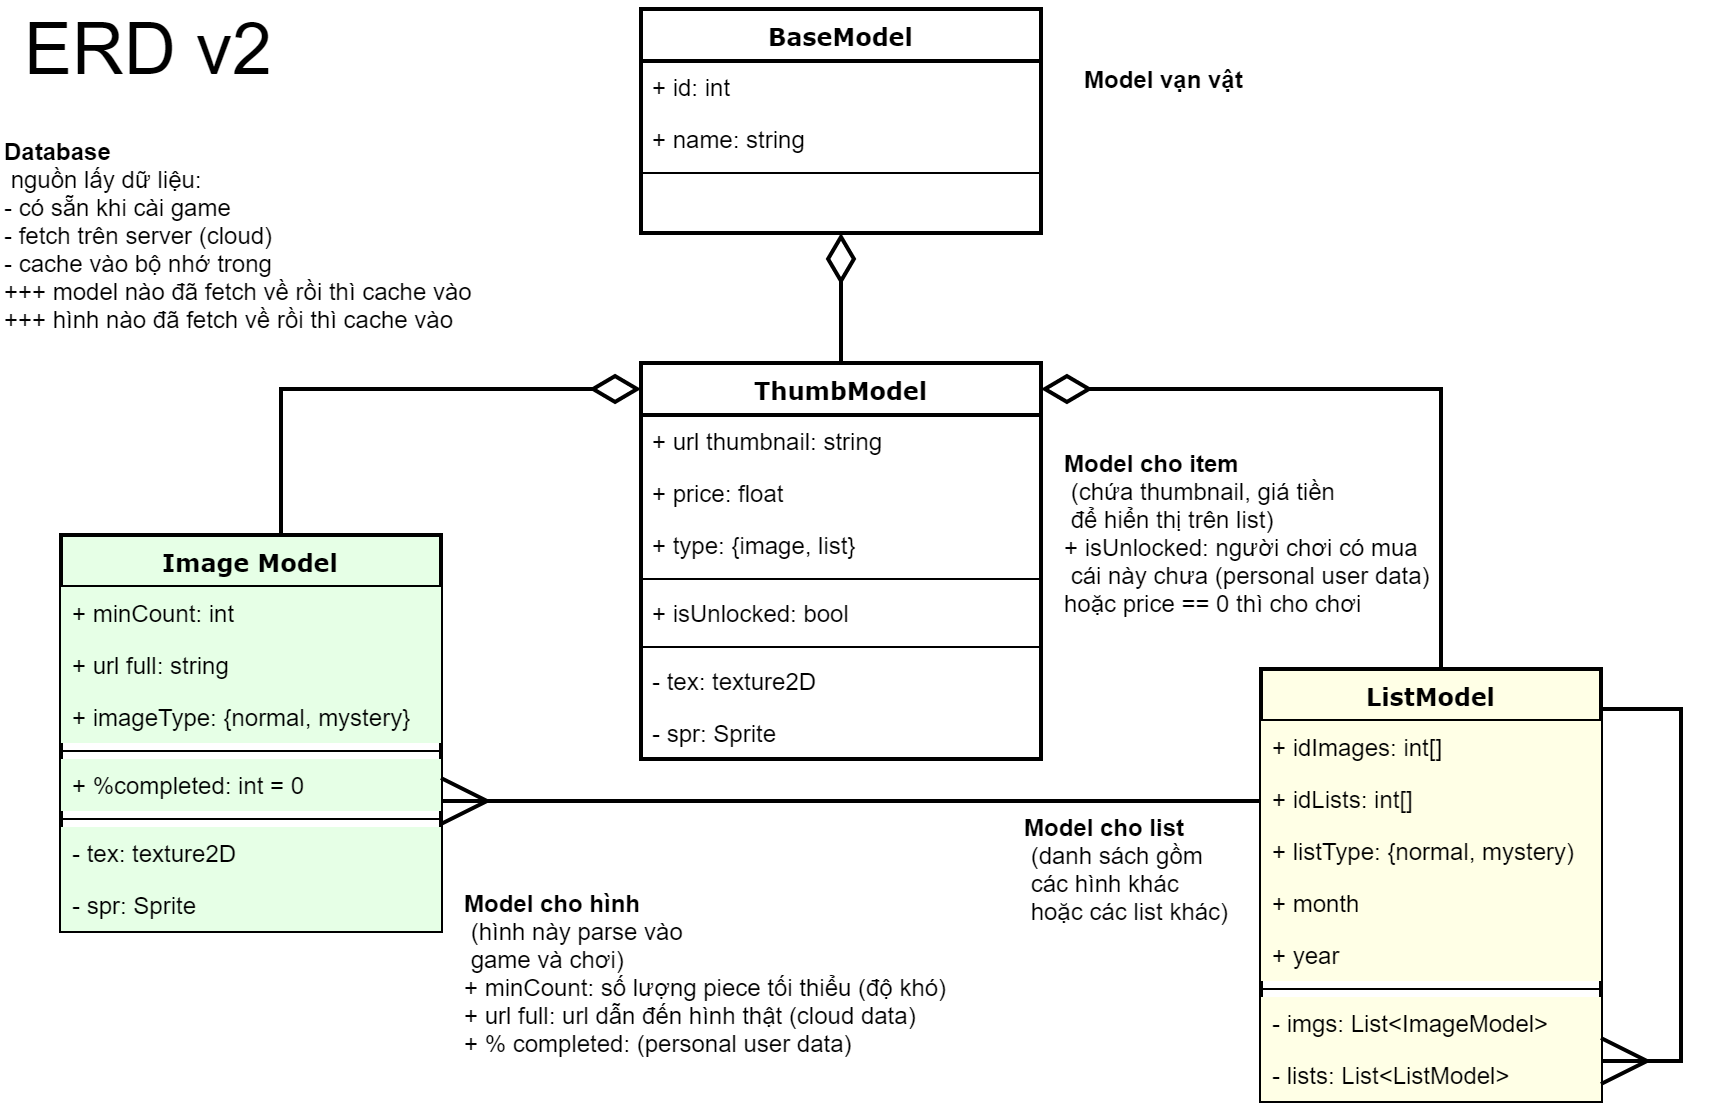 ERD v2
BaseModel
+ id: int
+ name: string
Model vạn vật
Database
nguồn lấy dữ liệu:
- có sẵn khi cài game
- fetch trên server (cloud)
- cache vào bộ nhớ trong
+++ model nào đã fetch về rồi thì cache vào
+++ hình nào đã fetch về rồi thì cache vào
ThumbModel
+ url thumbnail: string
+ price: float
+ type: {image, list}
+ isUnlocked: bool
- tex: texture2D
- spr: Sprite
Model cho item
(chứa thumbnail, giá tiền
để hiển thị trên list)
+ isUnlocked: người chơi có mua
cái này chưa (personal user data)
hoặc price == 0 thì cho chơi
Image Model
+ minCount: int
+ url full: string
+ imageType: {normal, mystery}
+ %completed: int = 0
- tex: texture2D
- spr: Sprite
Model cho hình
(hình này parse vào
game và chơi)
+ minCount: số lượng piece tối thiểu (độ khó)
+ url full: url dẫn đến hình thật (cloud data)
+ % completed: (personal user data)
Model cho list
(danh sách gồm
các hình khác
hoặc các list khác)
ListModel
+ idImages: int[]
+ idLists: int[]
+ listType: {normal, mystery)
+ month
+ year
- imgs: List<ImageModel>
- lists: List<ListModel>